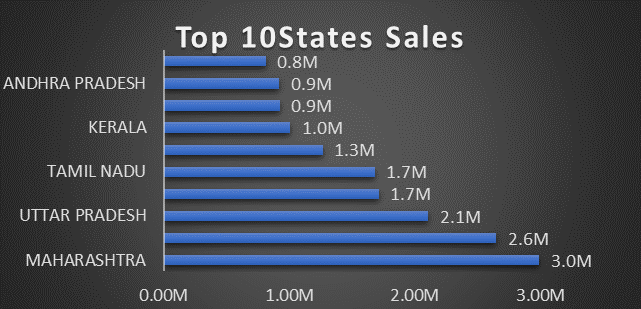 Top 10States Sales
0.8M
ANDHRA PRADESH 0.9M
0.9M
KERALA 1.0M
1.3M
TAMIL NADU 1.7M
1.7M
UTTAR PRADESH 2.1M
2.6M
MAHARASHTRA 3.0M
0.00M 1.00M 2.00M 3.00M